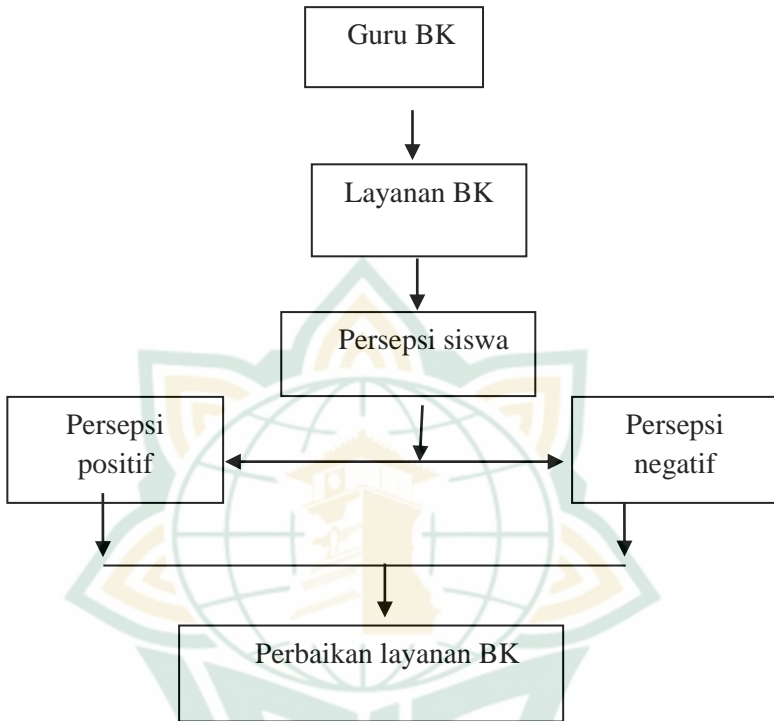 Guru BK
Layanan BK
Persepsi siswa
Persepsi
positif
Persepsi
negatif
Perbaikan layanan BK